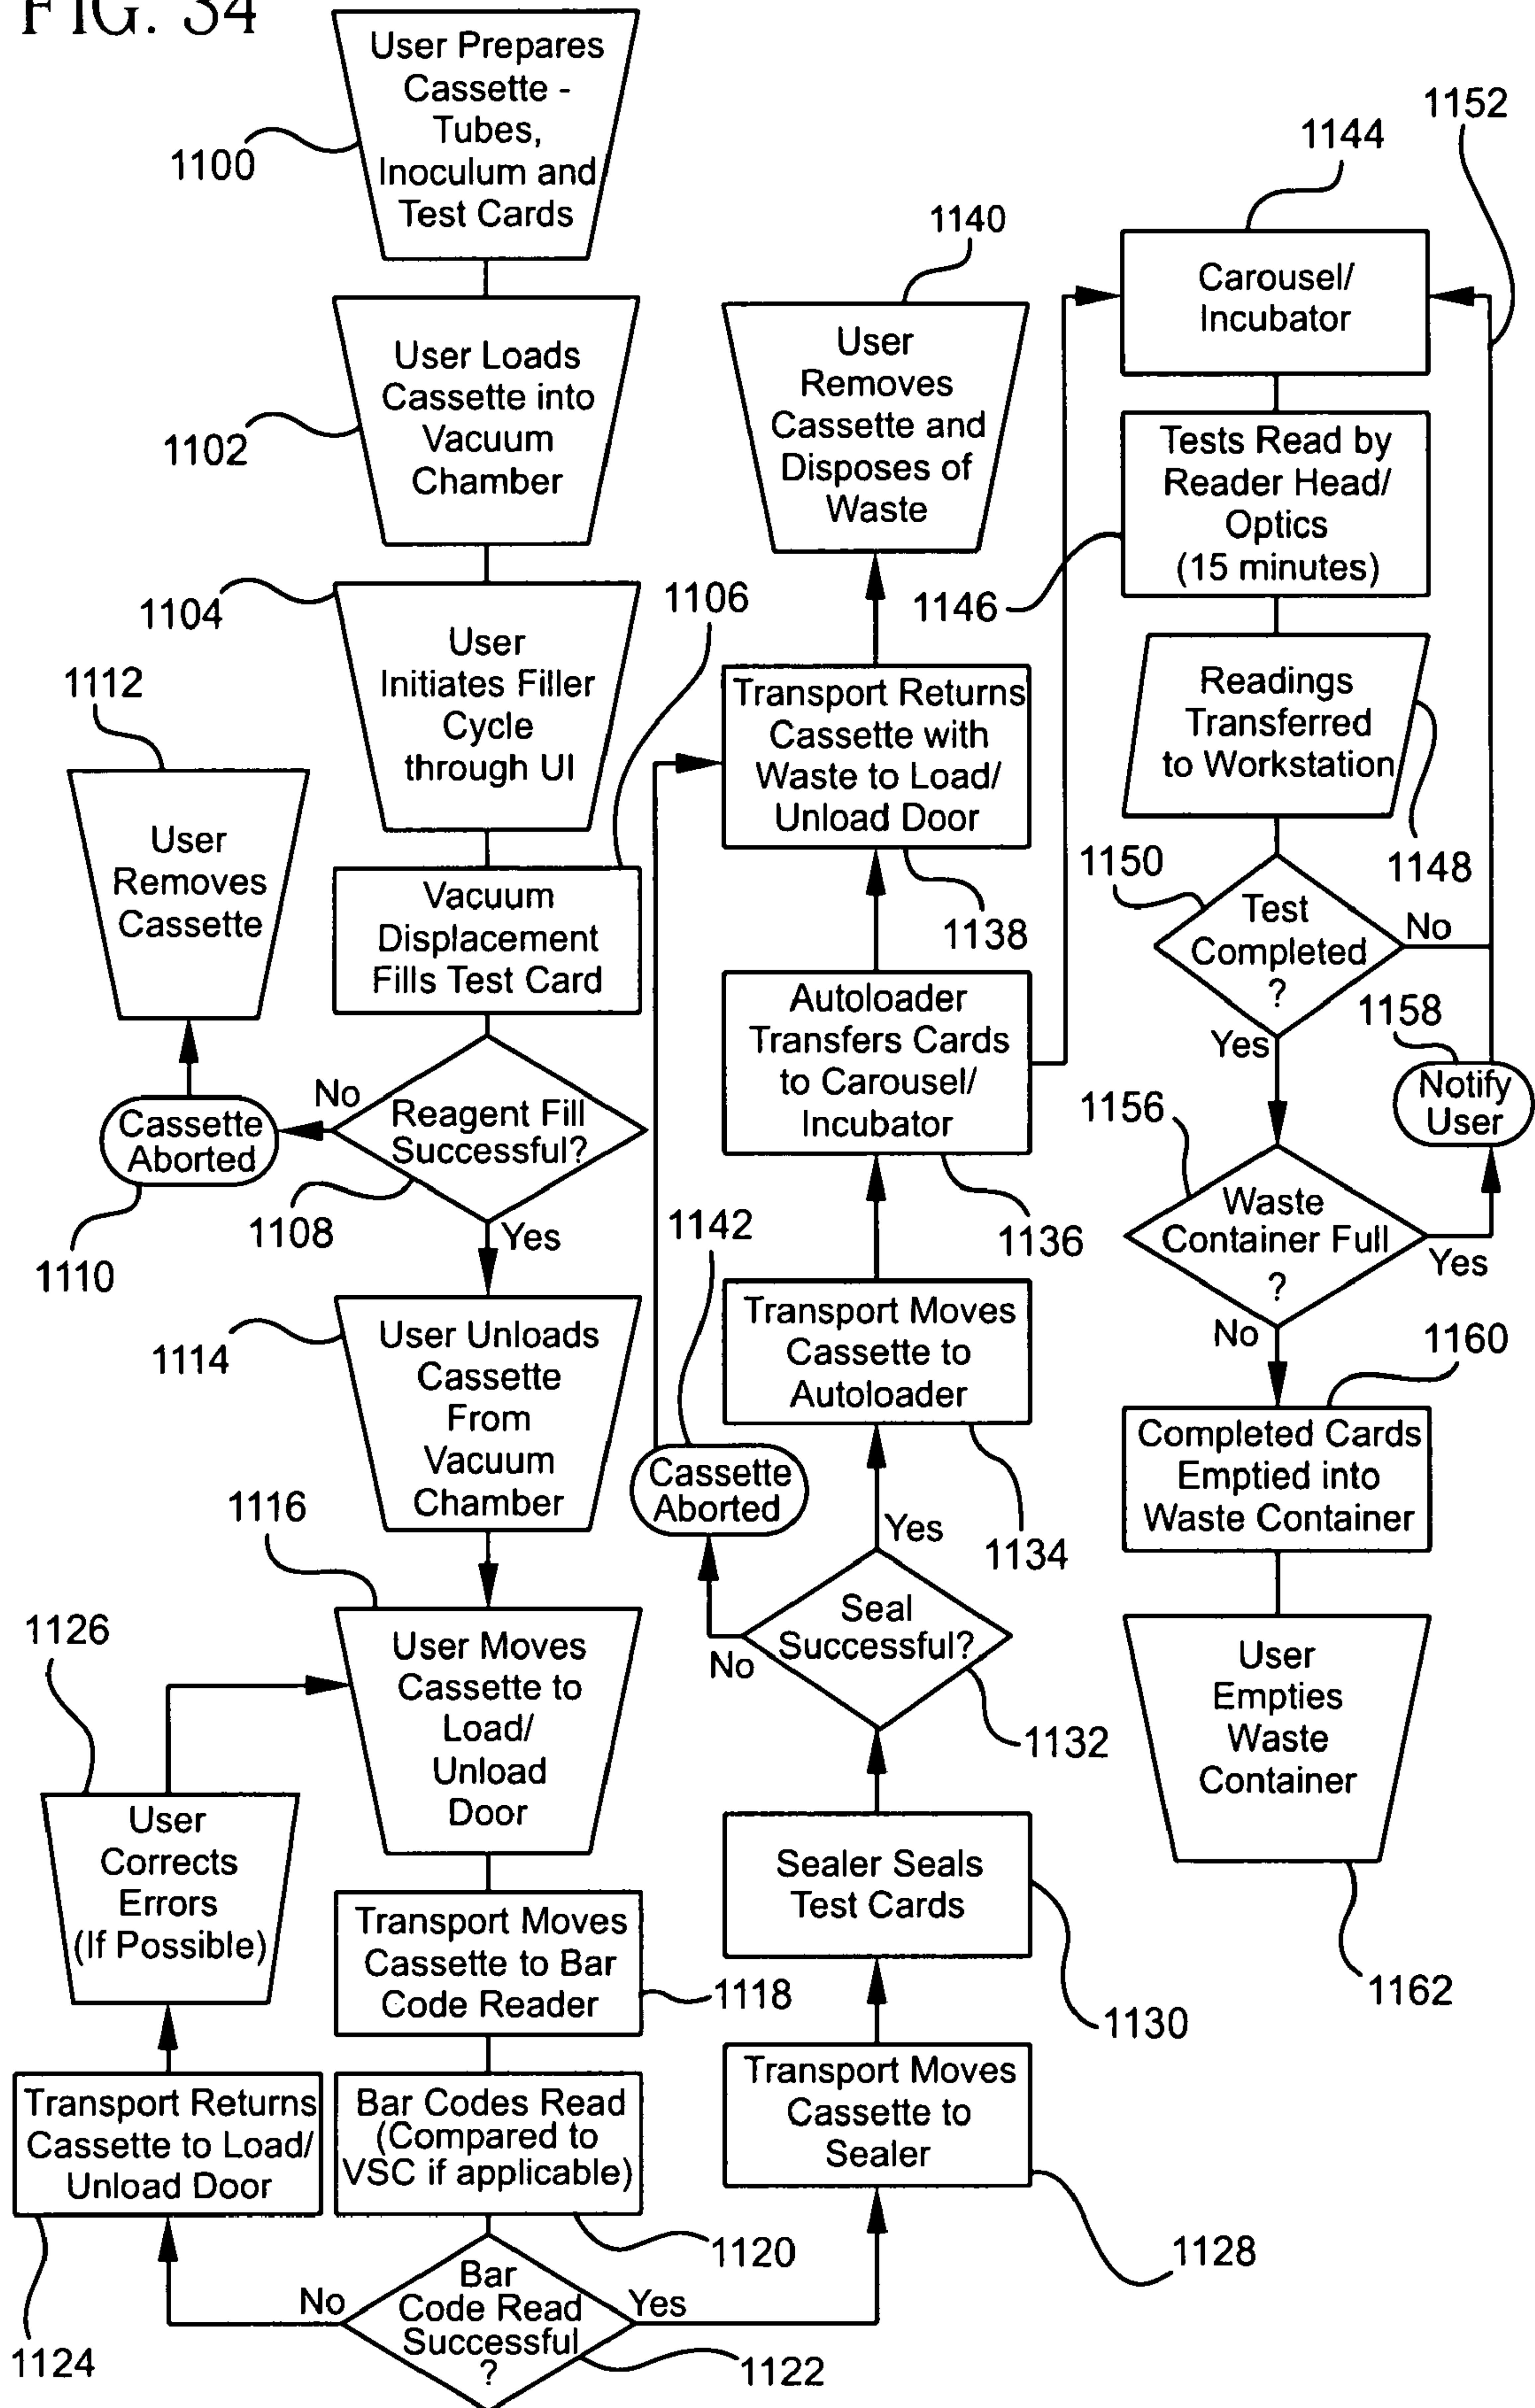 FIG. 34
User Prepares
Cassette -
Tubes,
Inoculum and
Test Cards
1100
User Loads
Cassette into
Vacuum
Chamber
1102
User
Initiates Filler
Cycle
through UI
1104
Vacuum
Displacement
Fills Test Card
1106
Reagent Fill
Successful?
1108
No
Yes
Cassette
Aborted
1110
User
Removes
Cassette
1112
User Unloads
Cassette
From
Vacuum
Chamber
1114
User Moves
Cassette to
Load/
Unload
Door
1116
Transport Moves
Cassette to Bar
Code Reader
1118
Bar Codes Read
(Compared to
VSC if applicable)
1120
Bar
Code Read
Successful
?
1122
No
Yes
Transport Returns
Cassette to Load/
Unload Door
1124
User
Corrects
Errors
(If Possible)
1126
Transport Moves
Cassette to
Sealer
1128
Sealer Seals
Test Cards
1130
Seal
Successful?
1132
No
Yes
Cassette
Aborted
1142
Transport Moves
Cassette to
Autoloader
1134
Autoloader
Transfers Cards
to Carousel/
Incubator
1136
Transport Returns
Cassette with
Waste to Load/
Unload Door
1138
User
Removes
Cassette and
Disposes of
Waste
1140
Carousel/
Incubator
1144
1152
Tests Read by
Reader Head/
Optics
(15 minutes)
1146
Readings
Transferred
to Workstation
1148
Test
Completed
?
1150
No
Yes
Notify
User
1158
Waste
Container Full
?
1156
Yes
No
Completed Cards
Emptied into
Waste Container
1160
User
Empties
Waste
Container
1162